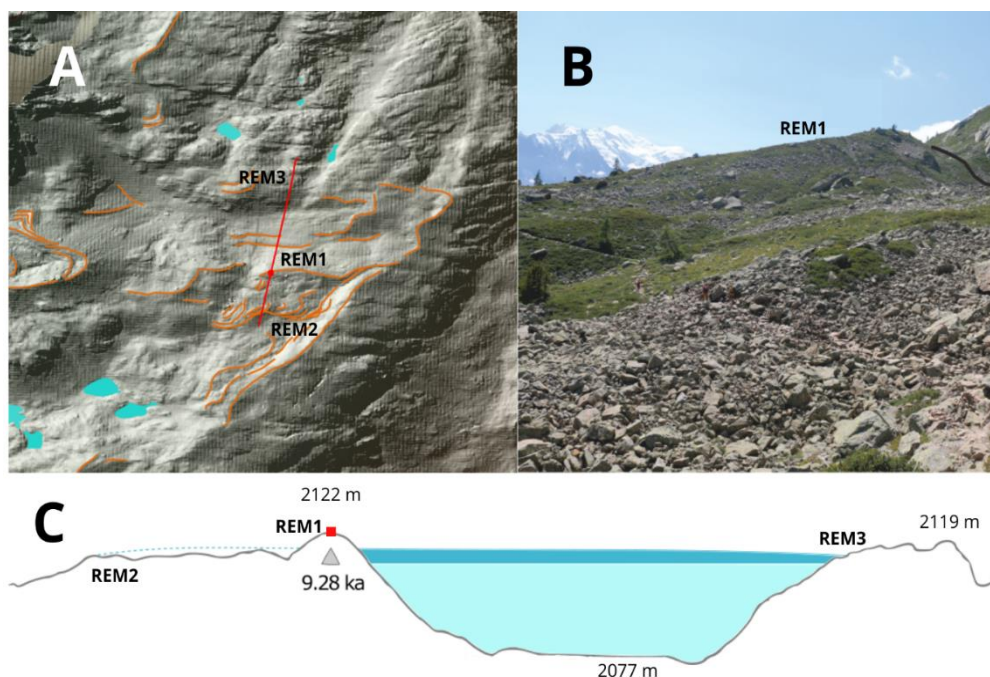 A
REM3
REM1
REM2
B
REM1
C
2122 m
REM1
9.28 ka
REM2
2077 m
REM3
2119 m